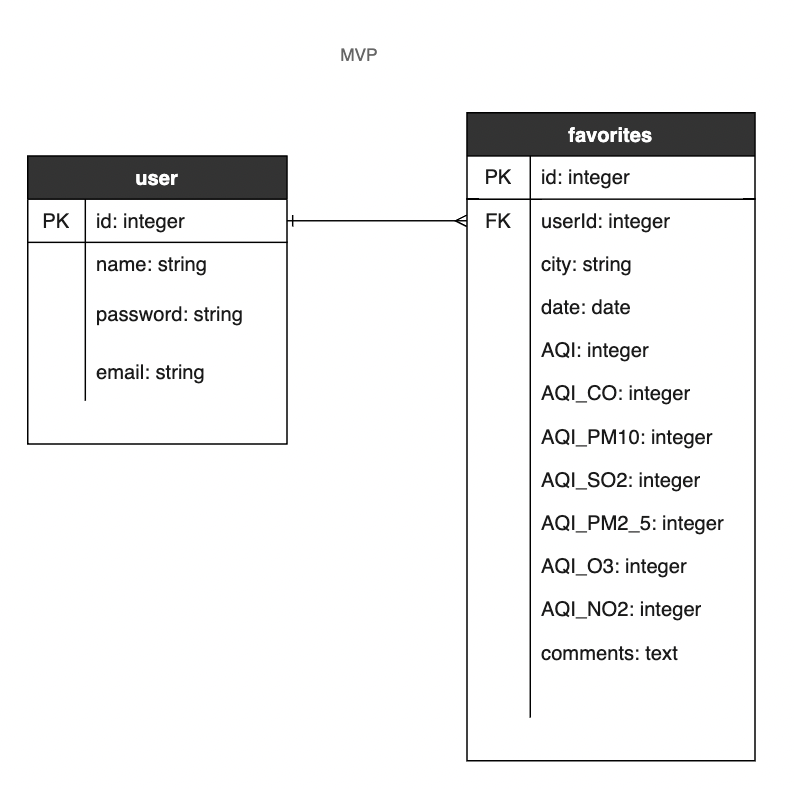 MVP
user
PK id: integer
name: string
password: string
email: string
favorites
PK id: integer
FK userId: integer
city: string
date: date
AQI: integer
AQI_CO: integer
AQI_PM10: integer
AQI_SO2: integer
AQI_PM2_5: integer
AQI_O3: integer
AQI_NO2: integer
comments: text